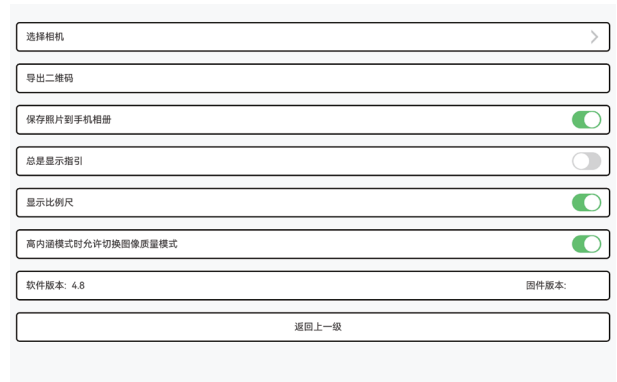 选择相机
导出二维码
保存照片到手机相册
总是显示指引
显示比例尺
高内涵模式时允许切换图像质量模式
软件版本: 4.8 固件版本:
返回上一级